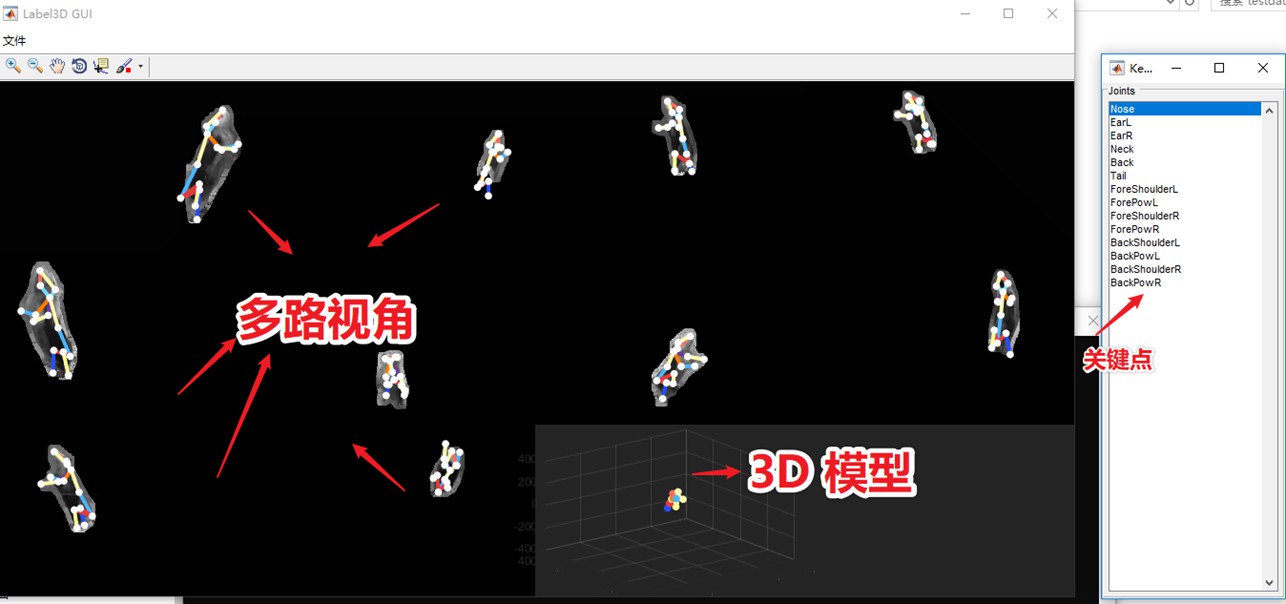 Label3D GUI
搜索 testdat
文件
Ke...
Joints
Nose
EarL
EarR
Neck
Back
Tail
ForeShoulderL
ForePowL
ForeShoulderR
ForePowR
BackShoulderL
BackPowL
BackShoulderR
BackPowR
多路视角
关键点
3D 模型
400
200
0
-200
-400
400